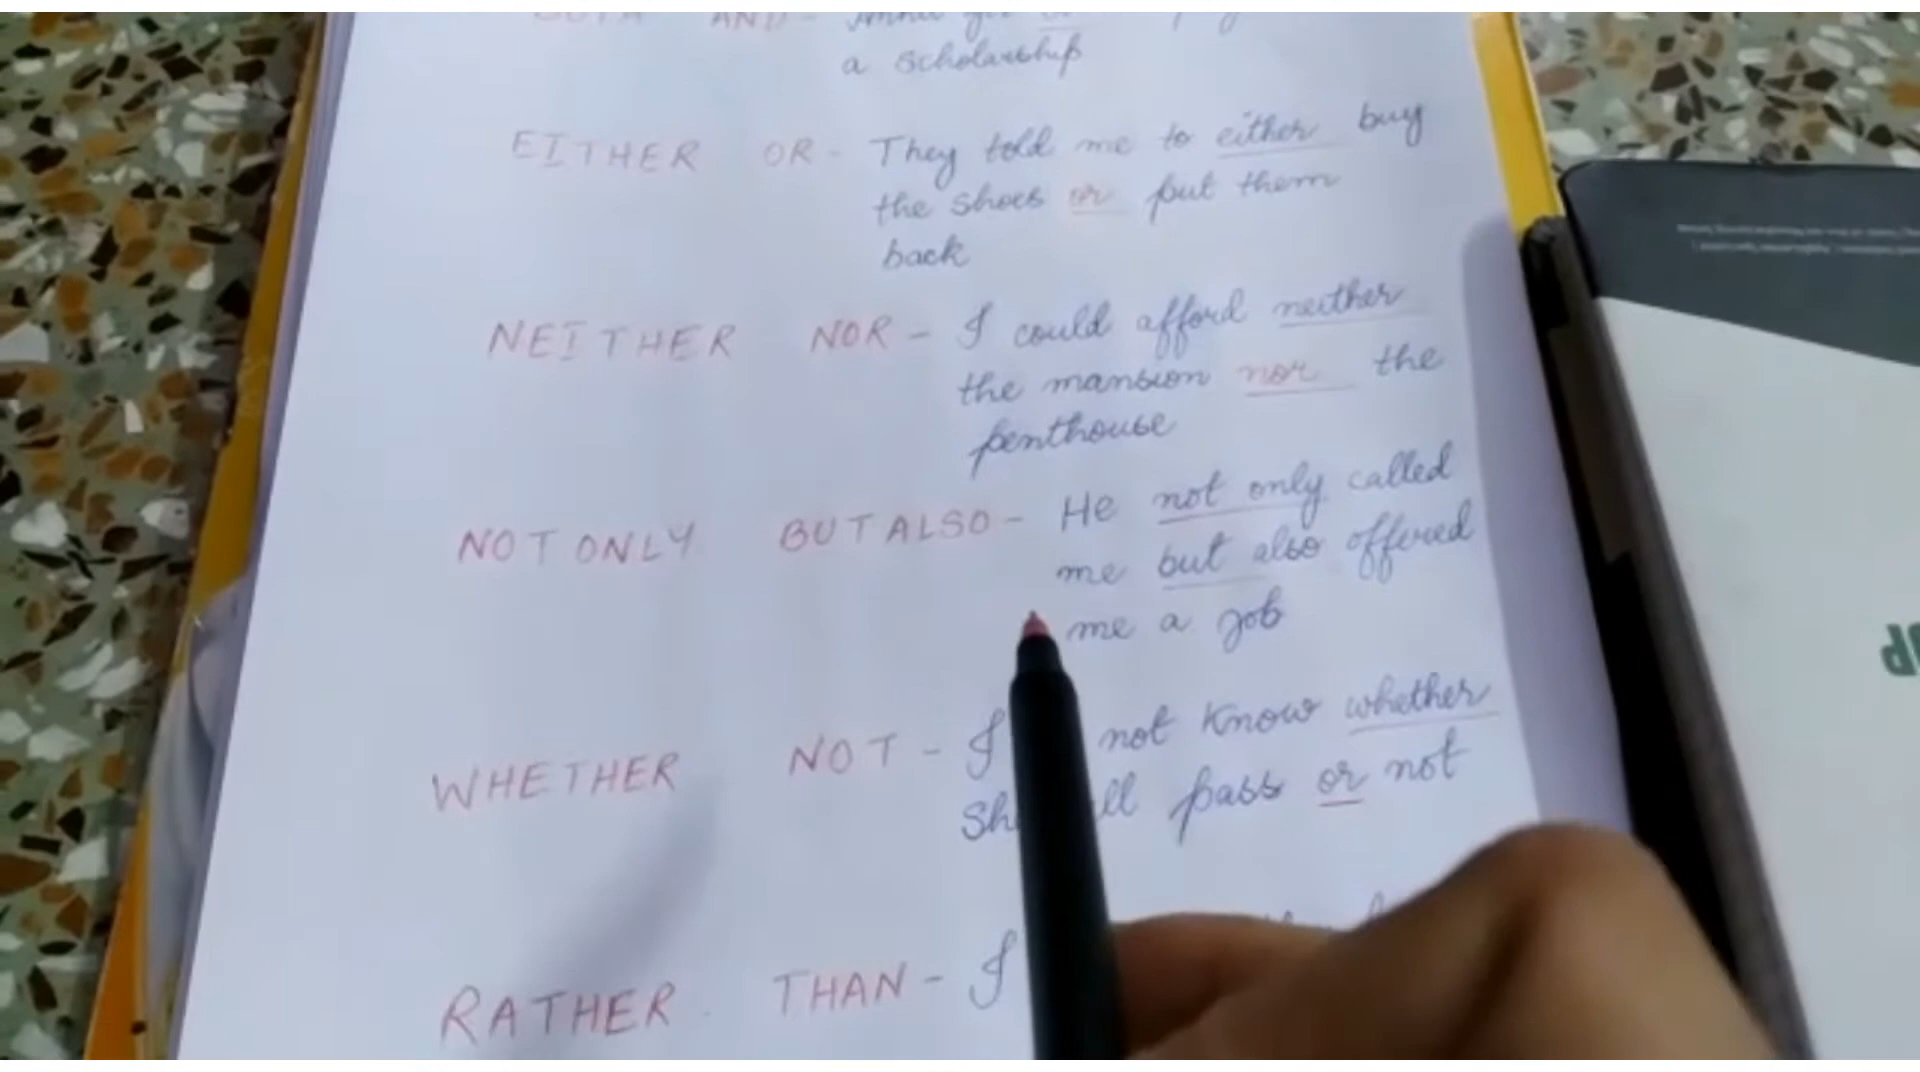 AND-
a scholarship
EITHER OR- They told me to either buy
the shoes or put them
back
NEITHER NOR- I could afford neither
the mansion nor the
penthouse
NOT ONLY BUT ALSO- He not only called
me but also offered
me a job
WHETHER NOT- I not know whether
pass or not
RATHER THAN- I